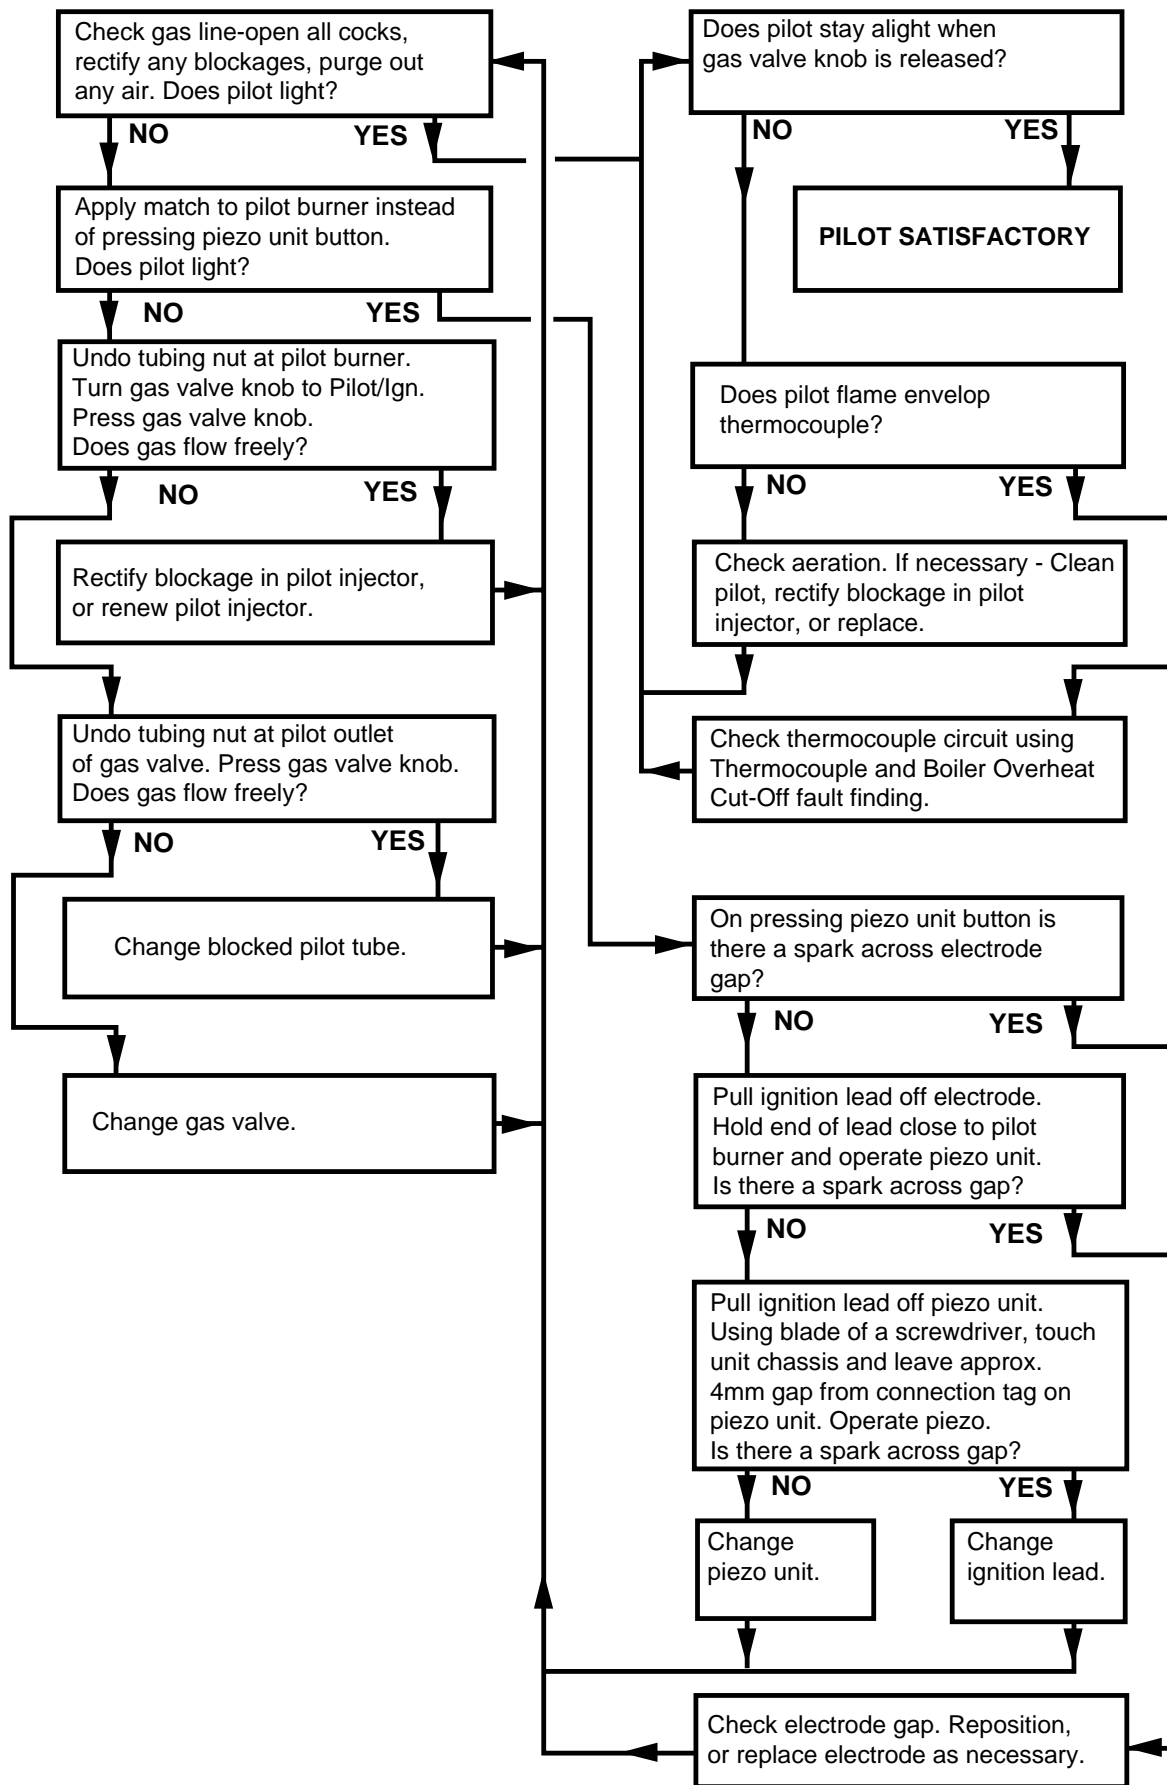 Check gas line-open all cocks,
rectify any blockages, purge out
any air. Does pilot light?
NO
YES
Apply match to pilot burner instead
of pressing piezo unit button.
Does pilot light?
NO
YES
Undo tubing nut at pilot burner.
Turn gas valve knob to Pilot/Ign.
Press gas valve knob.
Does gas flow freely?
NO
YES
Rectify blockage in pilot injector,
or renew pilot injector.
Undo tubing nut at pilot outlet
of gas valve. Press gas valve knob.
Does gas flow freely?
NO
YES
Change blocked pilot tube.
Change gas valve.
Does pilot stay alight when
gas valve knob is released?
NO
YES
PILOT SATISFACTORY
Does pilot flame envelop
thermocouple?
NO
YES
Check aeration. If necessary - Clean
pilot, rectify blockage in pilot
injector, or replace.
Check thermocouple circuit using
Thermocouple and Boiler Overheat
Cut-Off fault finding.
On pressing piezo unit button is
there a spark across electrode
gap?
NO
YES
Pull ignition lead off electrode.
Hold end of lead close to pilot
burner and operate piezo unit.
Is there a spark across gap?
NO
YES
Pull ignition lead off piezo unit.
Using blade of a screwdriver, touch
unit chassis and leave approx.
4mm gap from connection tag on
piezo unit. Operate piezo.
Is there a spark across gap?
NO
YES
Change
piezo unit.
Change
ignition lead.
Check electrode gap. Reposition,
or replace electrode as necessary.